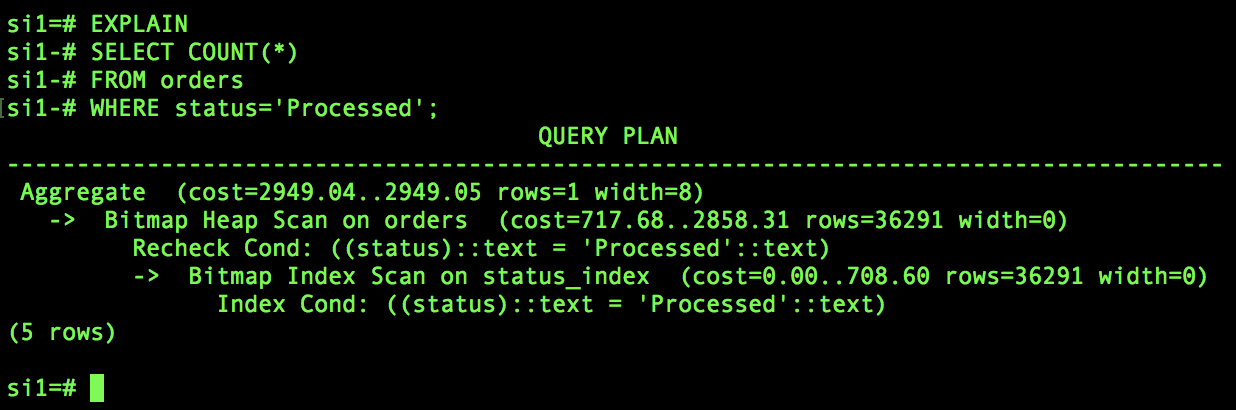 si1=# EXPLAIN
si1-# SELECT COUNT(*)
si1-# FROM orders
si1-# WHERE status='Processed';
                                      QUERY PLAN
---------------------------------------------------------------------------------------
 Aggregate  (cost=2949.04..2949.05 rows=1 width=8)
   ->  Bitmap Heap Scan on orders  (cost=717.68..2858.31 rows=36291 width=0)
         Recheck Cond: ((status)::text = 'Processed'::text)
         ->  Bitmap Index Scan on status_index  (cost=0.00..708.60 rows=36291 width=0)
               Index Cond: ((status)::text = 'Processed'::text)
(5 rows)

si1=#